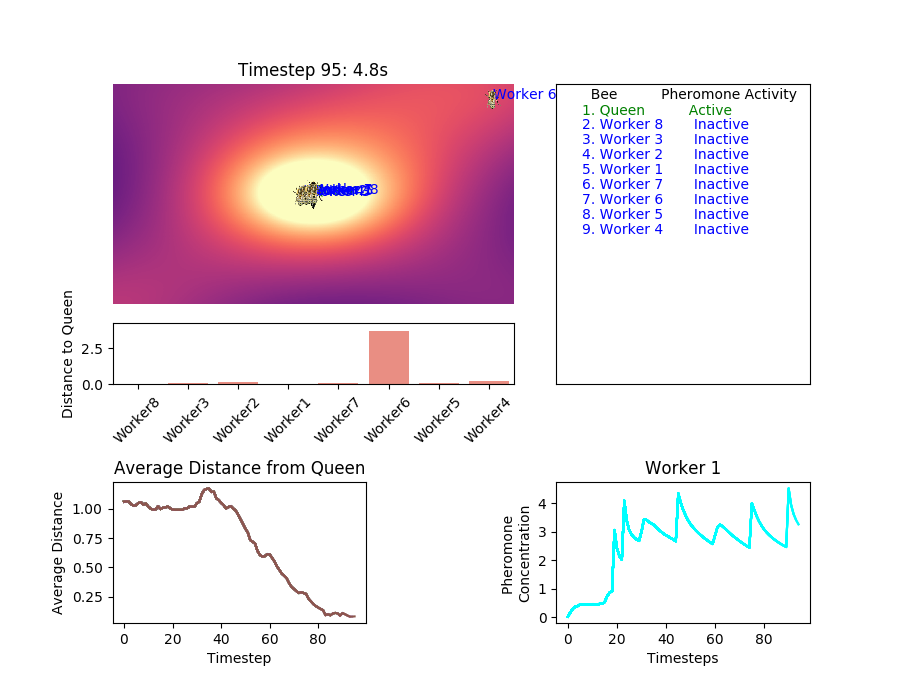 Timestep 95: 4.8s
Worker 6
Bee Pheromone Activity
1. Queen Active
2. Worker 8 Inactive
3. Worker 3 Inactive
4. Worker 2 Inactive
5. Worker 1 Inactive
6. Worker 7 Inactive
7. Worker 6 Inactive
8. Worker 5 Inactive
9. Worker 4 Inactive
Distance to Queen
2.5
0.0
Worker8
Worker3
Worker2
Worker1
Worker7
Worker6
Worker5
Worker4
Average Distance from Queen
Average Distance
1.00
0.75
0.50
0.25
0 20 40 60 80
Timestep
Worker 1
Pheromone
Concentration
4
3
2
1
0
0 20 40 60 80
Timesteps